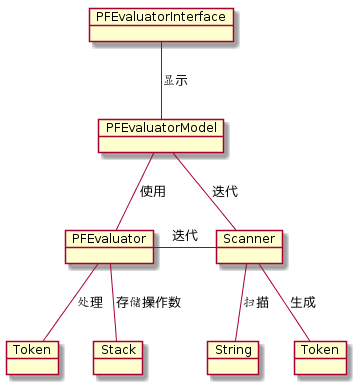 PFEvaluatorInterface
显示
PFEvaluatorModel
使用
迭代
PFEvaluator
迭代
Scanner
处理
存储操作数
扫描
生成
Token
Stack
String
Token